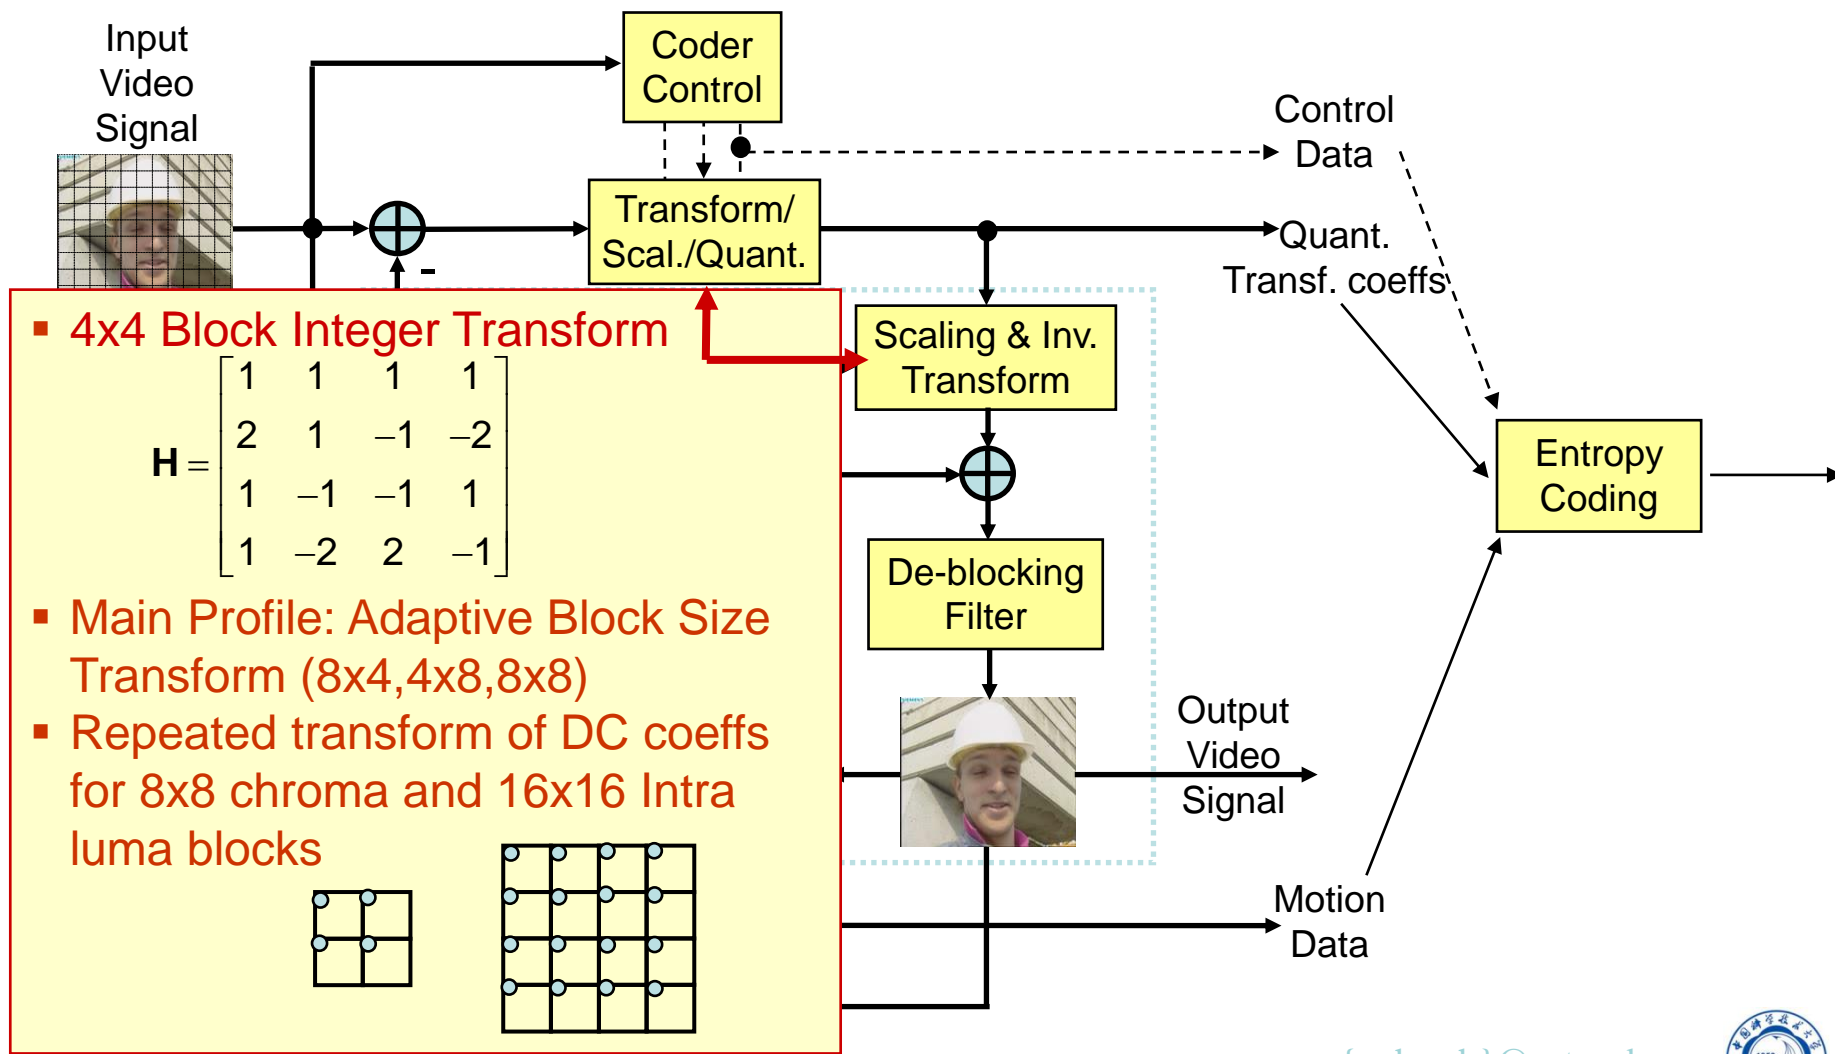 Input
Video
Signal
Coder
Control
Control
Data
Transform/
Scal./Quant.
Quant.
Transf. coeffs
-
4x4 Block Integer Transform
H = [1 1 1 1
2 1 −1 −2
1 −1 −1 1
1 −2 2 −1]
Main Profile: Adaptive Block Size
Transform (8x4,4x8,8x8)
Repeated transform of DC coeffs
for 8x8 chroma and 16x16 Intra
luma blocks
Scaling & Inv.
Transform
Entropy
Coding
De-blocking
Filter
Output
Video
Signal
Motion
Data